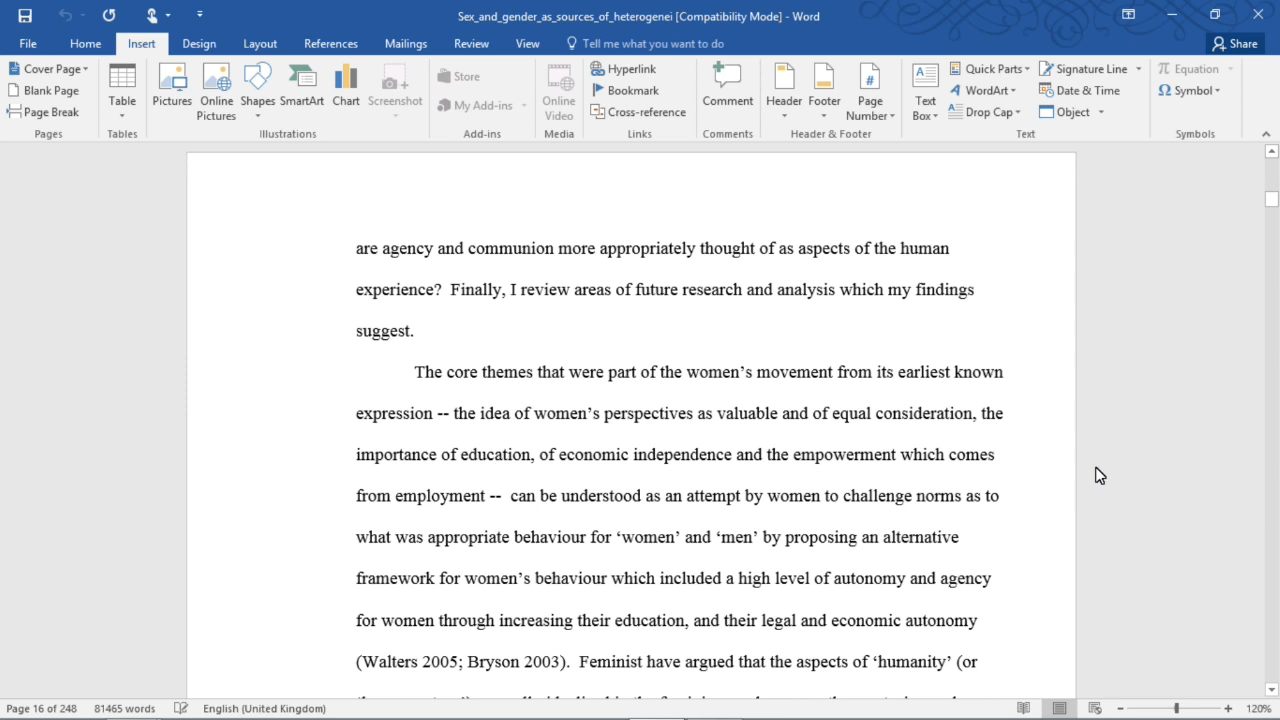 Sex_and_gender_as_sources_of_heterogenei [Compatibility Mode] - Word
File Home Insert Design Layout References Mailings Review View Tell me what you want to do Share
Cover Page
Blank Page
Page Break
Pages
Table
Tables
Pictures
Online Pictures
Shapes
SmartArt
Chart
Screenshot
Illustrations
Store
My Add-ins
Add-ins
Online Video
Media
Hyperlink
Bookmark
Cross-reference
Links
Comment
Comments
Header
Footer
Page Number
Header & Footer
Text Box
Quick Parts
WordArt
Drop Cap
Signature Line
Date & Time
Object
Text
Equation
Symbol
Symbols
are agency and communion more appropriately thought of as aspects of the human
experience?  Finally, I review areas of future research and analysis which my findings
suggest.
The core themes that were part of the women’s movement from its earliest known
expression -- the idea of women’s perspectives as valuable and of equal consideration, the
importance of education, of economic independence and the empowerment which comes
from employment --  can be understood as an attempt by women to challenge norms as to
what was appropriate behaviour for ‘women’ and ‘men’ by proposing an alternative
framework for women’s behaviour which included a high level of autonomy and agency
for women through increasing their education, and their legal and economic autonomy
(Walters 2005; Bryson 2003).  Feminist have argued that the aspects of ‘humanity’ (or
Page 16 of 248 81465 words English (United Kingdom) 120%